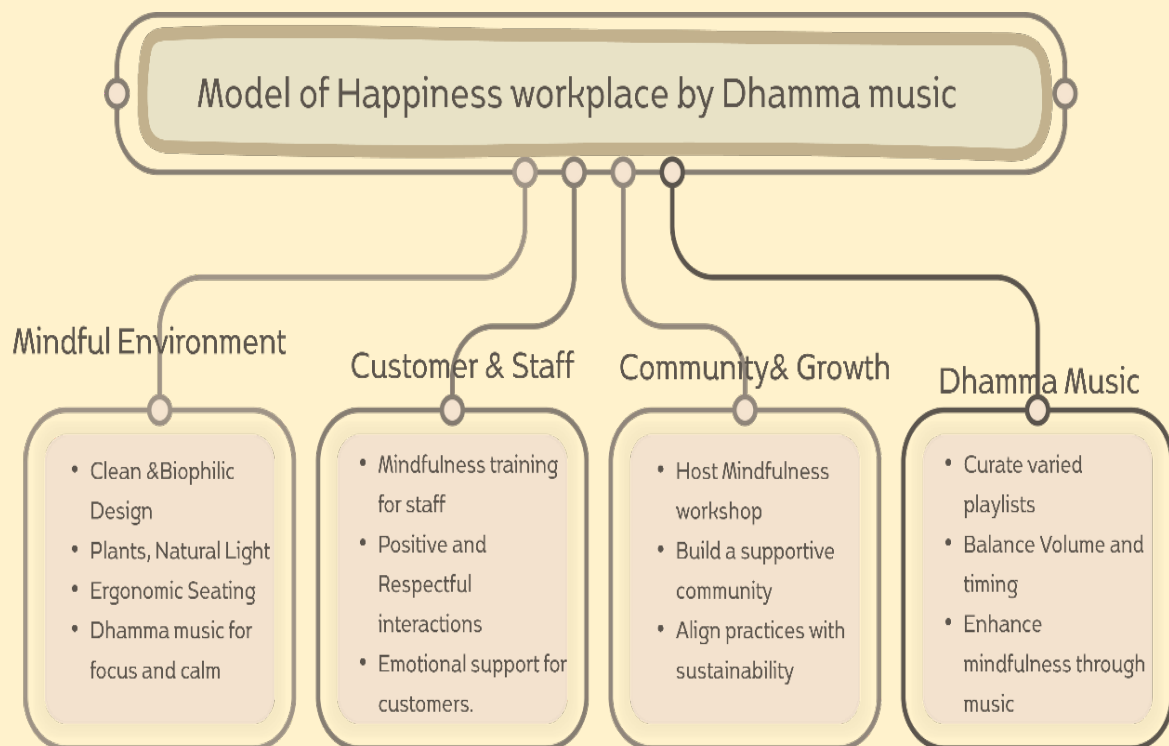 Model of Happiness workplace by Dhamma music
Mindful Environment
• Clean &Biophilic
Design
• Plants, Natural Light
• Ergonomic Seating
• Dhamma music for
focus and calm
Customer & Staff
• Mindfulness training
for staff
• Positive and
Respectful
interactions
• Emotional support for
customers.
Community& Growth
• Host Mindfulness
workshop
• Build a supportive
community
• Align practices with
sustainability
Dhamma Music
• Curate varied
playlists
• Balance Volume and
timing
• Enhance
mindfulness through
music